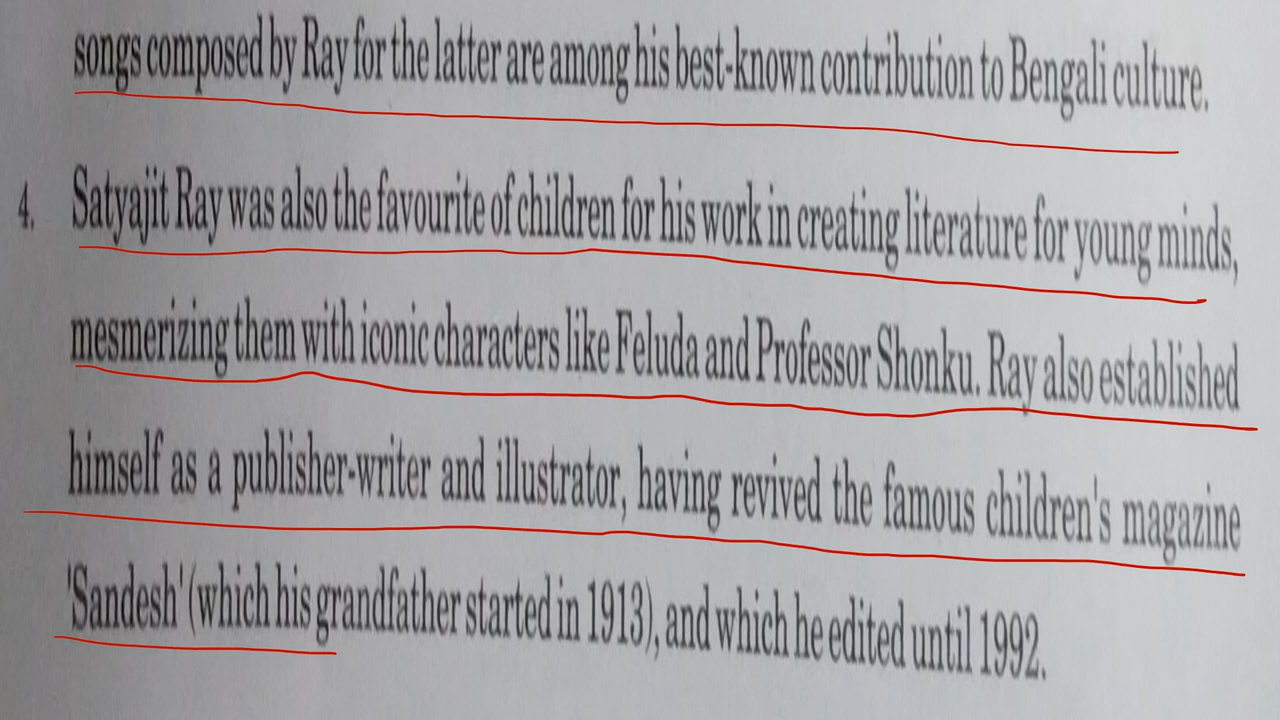 songs composed by Ray for the latter are among his best-known contribution to Bengali culture.
4. Satyajit Ray was also the favourite of children for his work in creating literature for young minds,
mesmerizing them with iconic characters like Feluda and Professor Shonku. Ray also established
himself as a publisher-writer and illustrator, having revived the famous children's magazine
'Sandesh' (which his grandfather started in 1913), and which he edited until 1992.